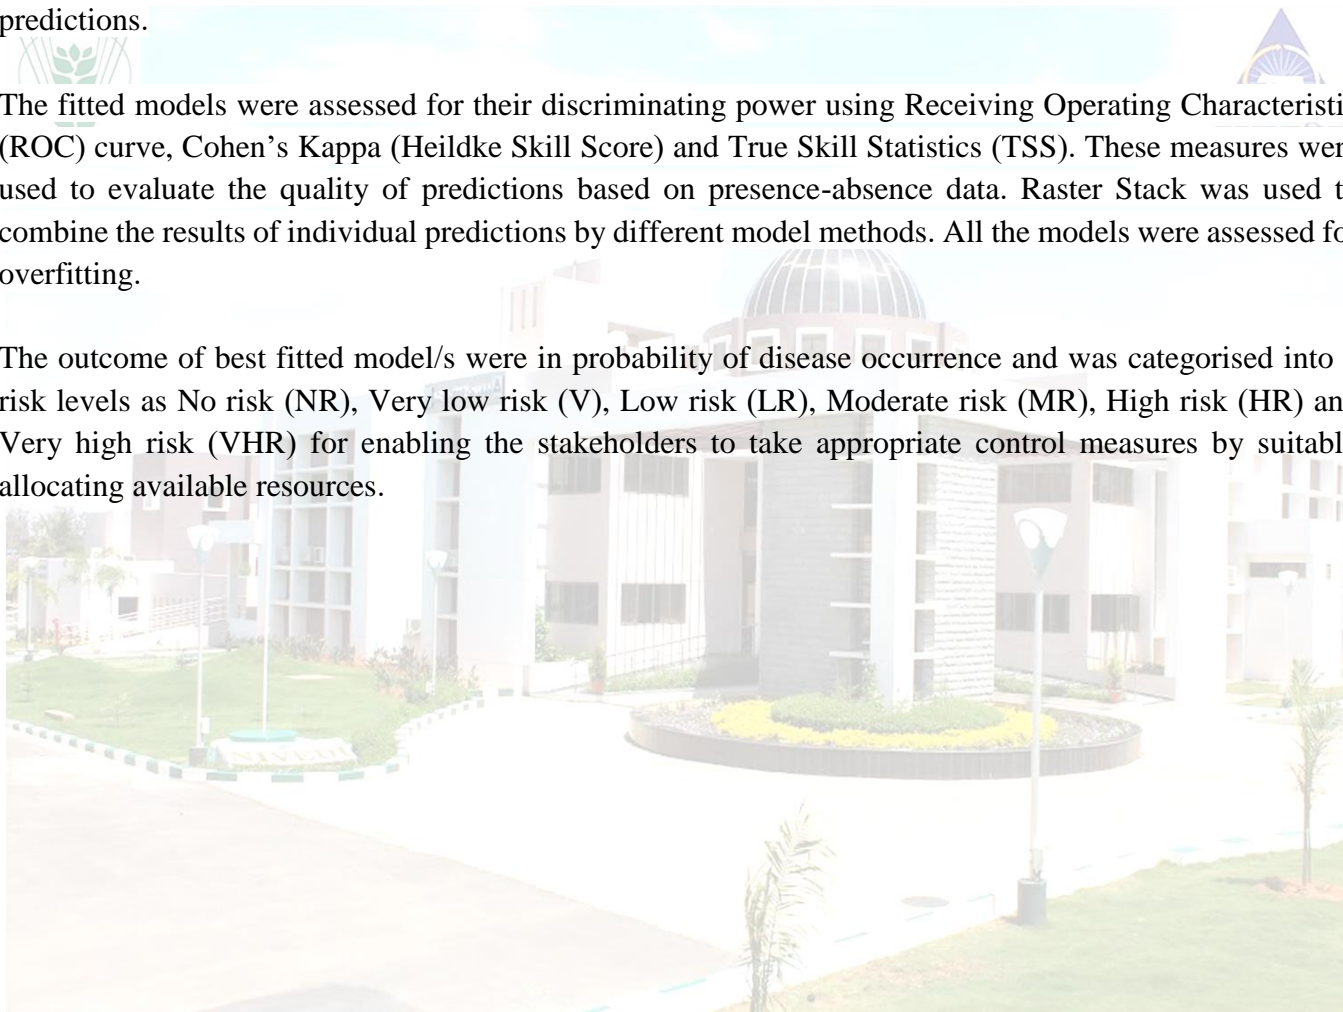 predictions.
The fitted models were assessed for their discriminating power using Receiving Operating Characteristi
(ROC) curve, Cohen’s Kappa (Heildke Skill Score) and True Skill Statistics (TSS). These measures wer
used to evaluate the quality of predictions based on presence-absence data. Raster Stack was used t
combine the results of individual predictions by different model methods. All the models were assessed fo
overfitting.
The outcome of best fitted model/s were in probability of disease occurrence and was categorised into
risk levels as No risk (NR), Very low risk (V), Low risk (LR), Moderate risk (MR), High risk (HR) an
Very high risk (VHR) for enabling the stakeholders to take appropriate control measures by suitabl
allocating available resources.
NIVEDI